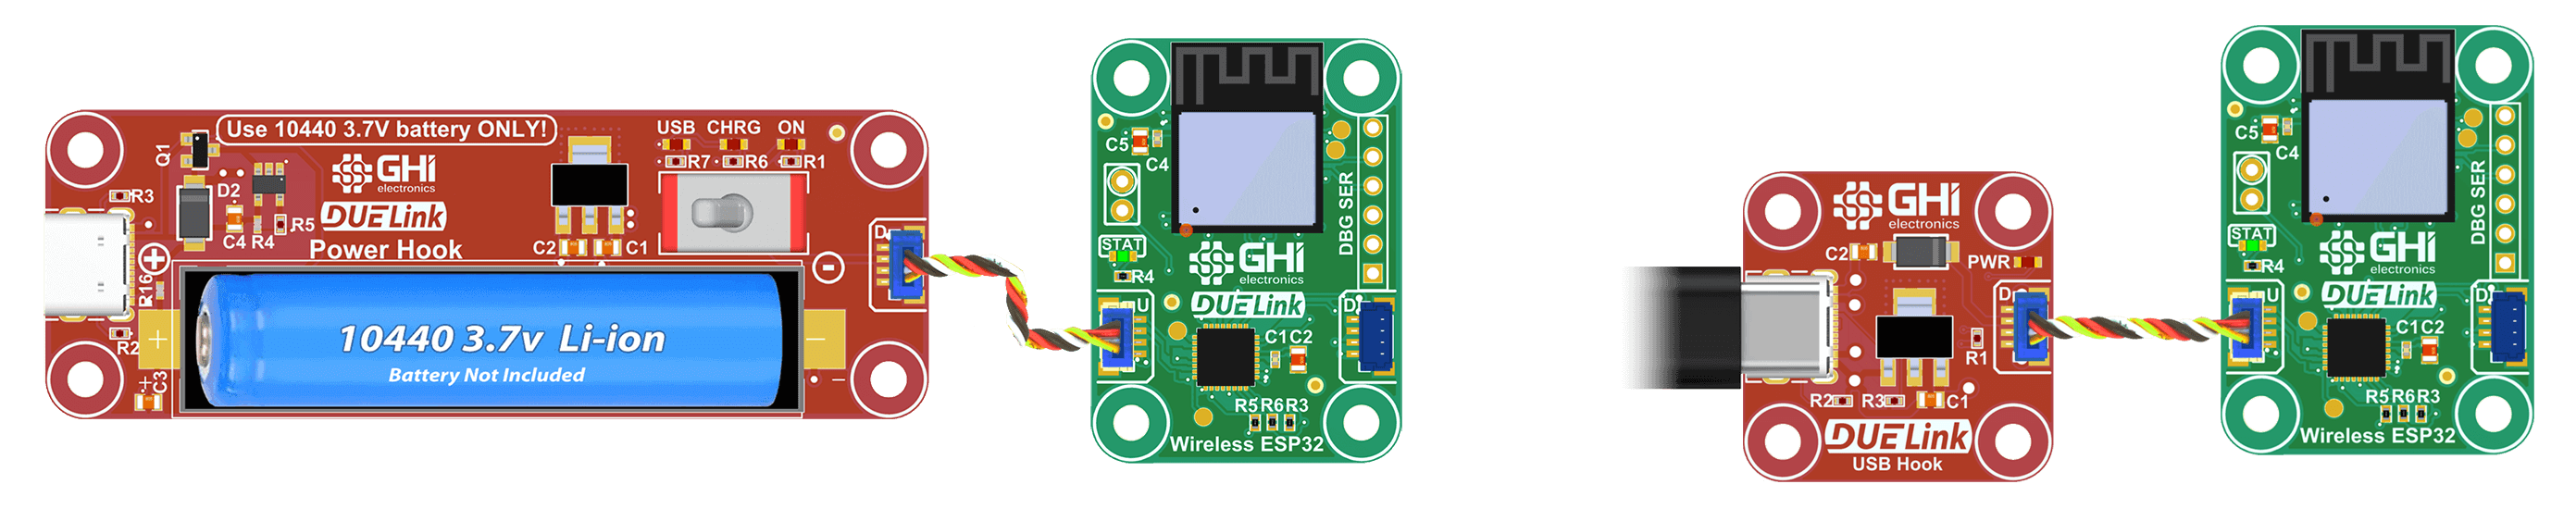 Use 10440 3.7V battery ONLY!
USB CHRG ON
Q1
R7 R6 R1
GHI
electronics
D2
R3
DUELink
C4 R4 R5
Power Hook
C2 C1
D
+
-
R16
R2
10440 3.7v Li-ion
Battery Not Included
+
−
+
C3
−
C5
C4
DBG SER
STAT
R4
GHI
electronics
DUELink
U
D
C1C2
R5R6R3
Wireless ESP32
GHI
electronics
C2
PWR
D
R1
R2 R3 C1
DUELink
USB Hook
C5
C4
DBG SER
STAT
R4
GHI
electronics
DUELink
U
D
C1C2
R5R6R3
Wireless ESP32